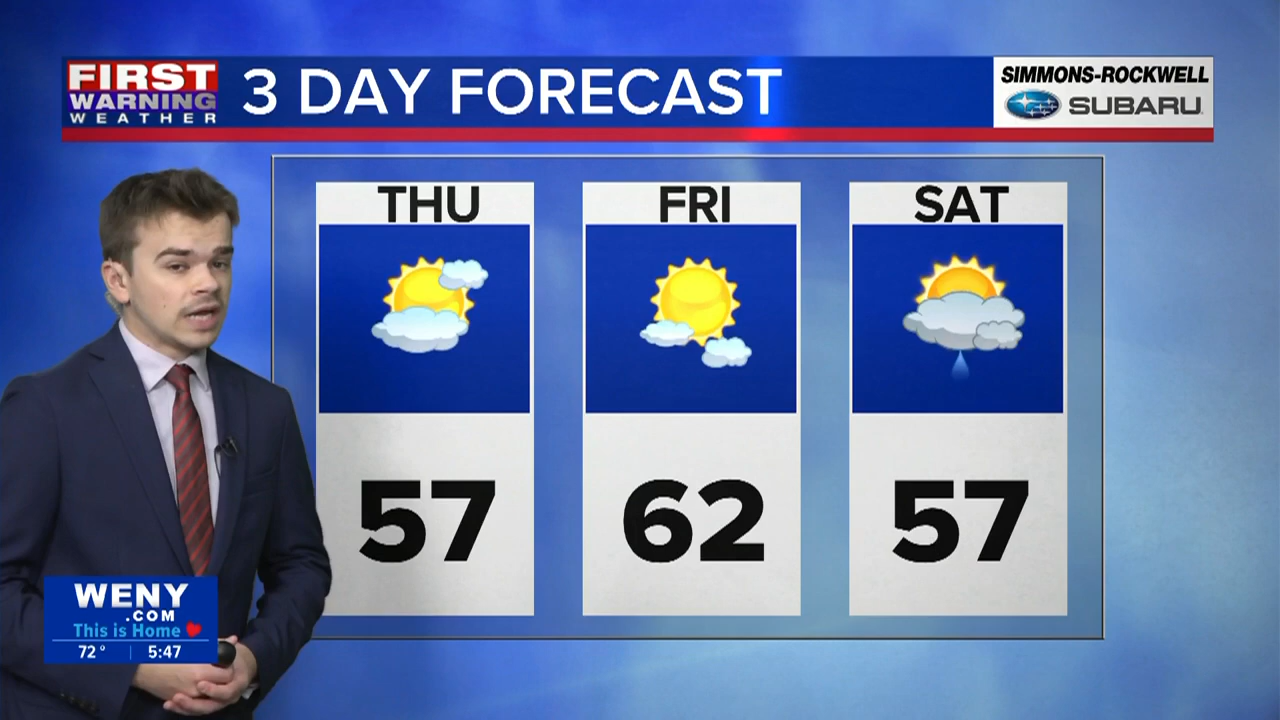 FIRST
WARNING
WEATHER
3 DAY FORECAST
SIMMONS-ROCKWELL
SUBARU
THU
FRI
SAT
57
62
57
WENY
.COM
This is Home
72° | 5:47